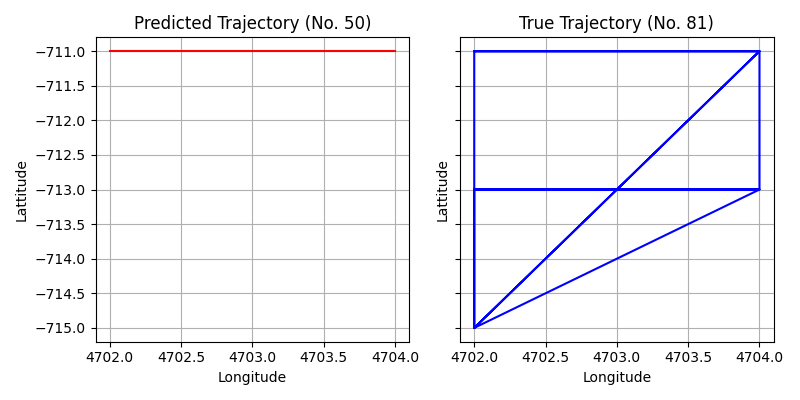 Predicted Trajectory (No. 50)
True Trajectory (No. 81)
−711.0
−711.5
−712.0
−712.5
−713.0
−713.5
−714.0
−714.5
−715.0
Lattitude
Lattitude
4702.0 4702.5 4703.0 4703.5 4704.0
4702.0 4702.5 4703.0 4703.5 4704.0
Longitude
Longitude